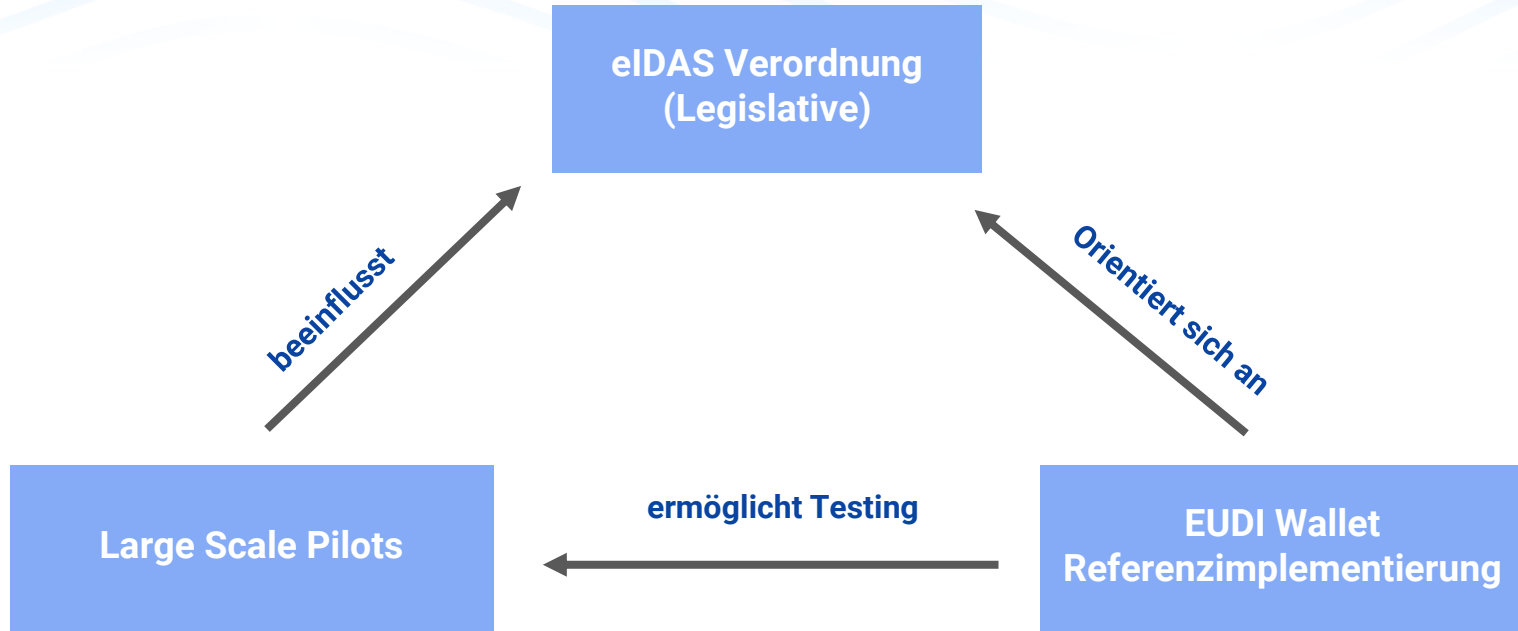 eIDAS Verordnung
(Legislative)
beeinflusst
Orientiert sich an
ermöglicht Testing
Large Scale Pilots
EUDI Wallet
Referenzimplementierung